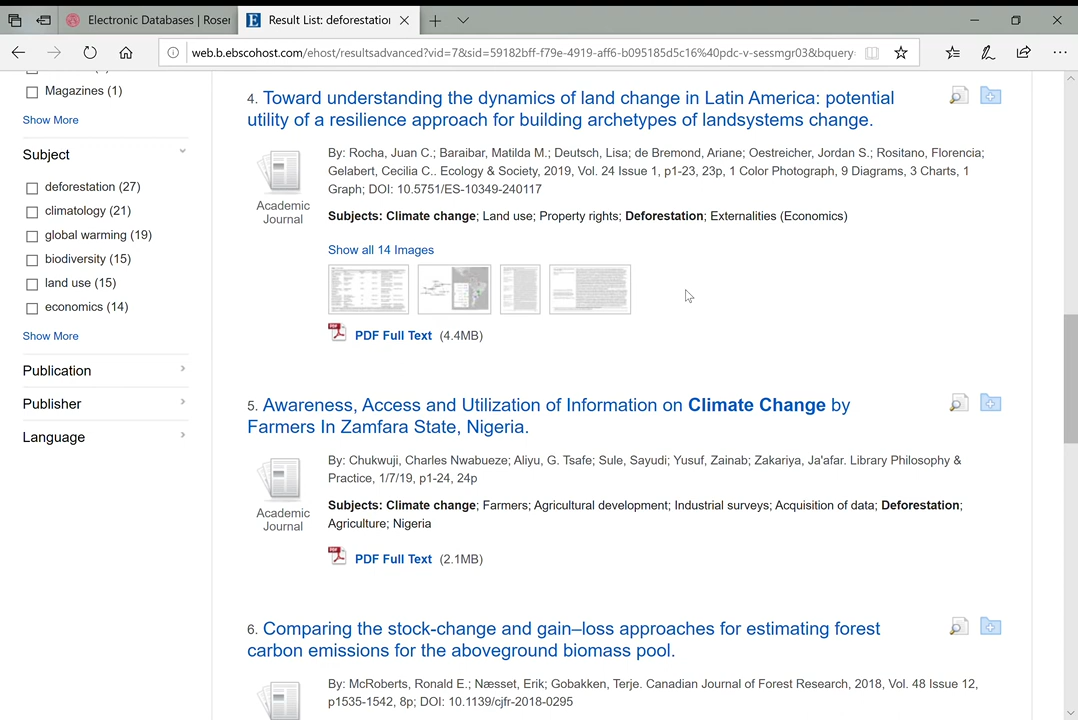 Electronic Databases | Roser
Result List: deforestation
web.b.ebscohost.com/ehost/resultsadvanced?vid=7&sid=59182bff-f79e-4919-aff6-b095185d5c16%40pdc-v-sessmgr03&bquery
Magazines (1)
Show More
Subject
deforestation (27)
climatology (21)
global warming (19)
biodiversity (15)
land use (15)
economics (14)
Show More
Publication
Publisher
Language
4. Toward understanding the dynamics of land change in Latin America: potential
utility of a resilience approach for building archetypes of landsystems change.
Academic
Journal
By: Rocha, Juan C.; Baraibar, Matilda M.; Deutsch, Lisa; de Bremond, Ariane; Oestreicher, Jordan S.; Rositano, Florencia;
Gelabert, Cecilia C.. Ecology & Society, 2019, Vol. 24 Issue 1, p1-23, 23p, 1 Color Photograph, 9 Diagrams, 3 Charts, 1
Graph; DOI: 10.5751/ES-10349-240117
Subjects: Climate change; Land use; Property rights; Deforestation; Externalities (Economics)
Show all 14 Images
PDF Full Text (4.4MB)
5. Awareness, Access and Utilization of Information on Climate Change by
Farmers In Zamfara State, Nigeria.
Academic
Journal
By: Chukwuji, Charles Nwabueze; Aliyu, G. Tsafe; Sule, Sayudi; Yusuf, Zainab; Zakariya, Ja'afar. Library Philosophy &
Practice, 1/7/19, p1-24, 24p
Subjects: Climate change; Farmers; Agricultural development; Industrial surveys; Acquisition of data; Deforestation;
Agriculture; Nigeria
PDF Full Text (2.1MB)
6. Comparing the stock-change and gain–loss approaches for estimating forest
carbon emissions for the aboveground biomass pool.
By: McRoberts, Ronald E.; Næsset, Erik; Gobakken, Terje. Canadian Journal of Forest Research, 2018, Vol. 48 Issue 12,
p1535-1542, 8p; DOI: 10.1139/cjfr-2018-0295